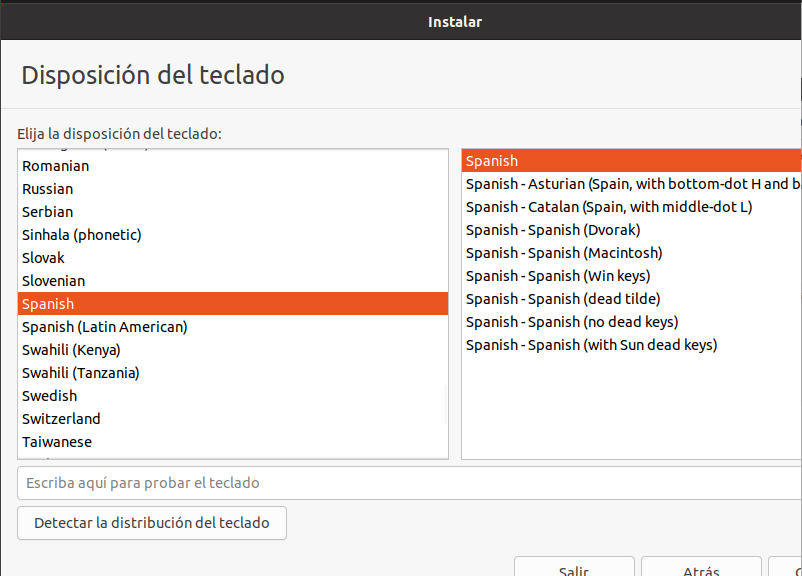 Instalar
Disposición del teclado
Elija la disposición del teclado:
Romanian
Russian
Serbian
Sinhala (phonetic)
Slovak
Slovenian
Spanish
Spanish (Latin American)
Swahili (Kenya)
Swahili (Tanzania)
Swedish
Switzerland
Taiwanese
Spanish
Spanish - Asturian (Spain, with bottom-dot H and
Spanish - Catalan (Spain, with middle-dot L)
Spanish - Spanish (Dvorak)
Spanish - Spanish (Macintosh)
Spanish - Spanish (Win keys)
Spanish - Spanish (dead tilde)
Spanish - Spanish (no dead keys)
Spanish - Spanish (with Sun dead keys)
Escriba aquí para probar el teclado
Detectar la distribución del teclado
Salir
Atrás